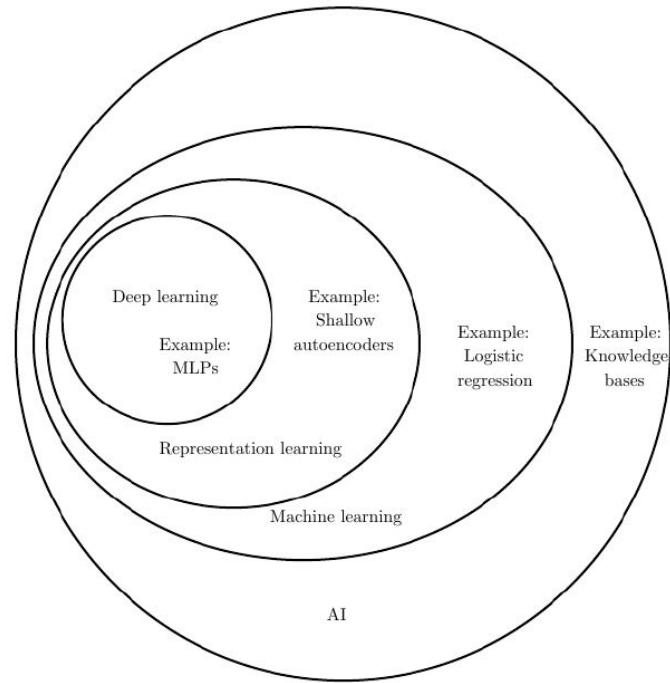 Deep learning
Example:
MLPs
Example:
Shallow
autoencoders
Example:
Logistic
regression
Example:
Knowledge
bases
Representation learning
Machine learning
AI